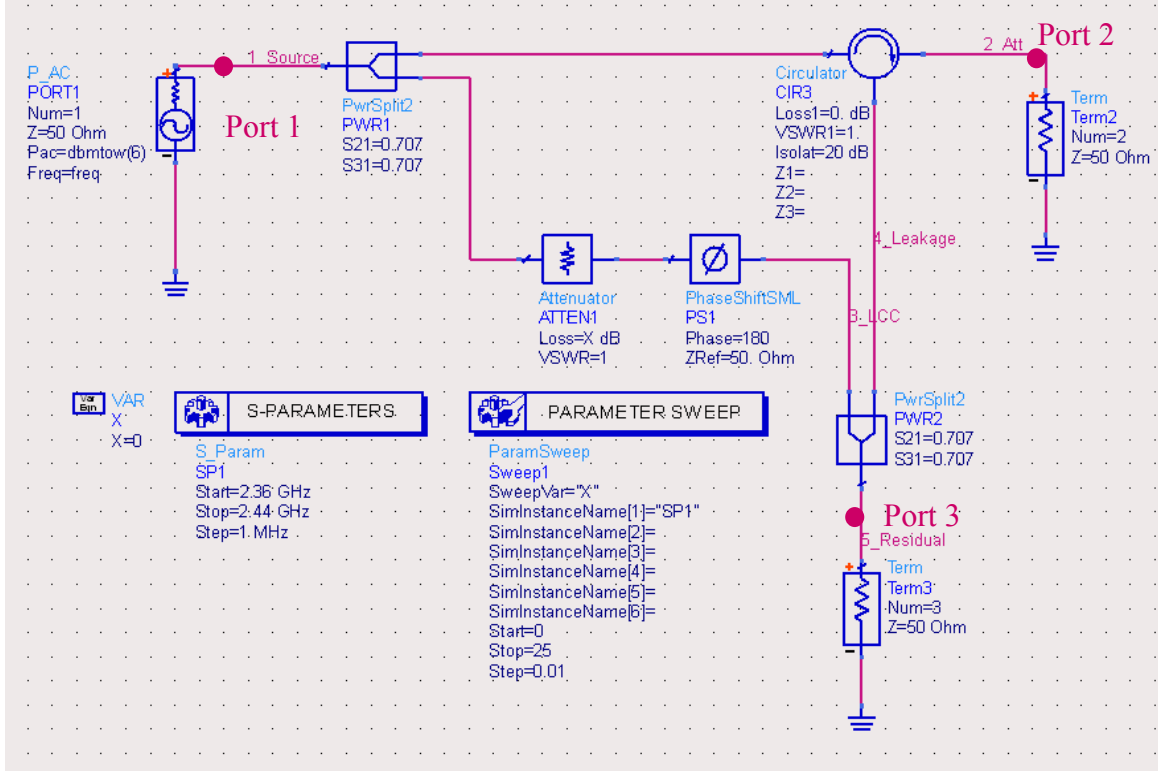 1_Source
2_Att
Port 2
P_AC
PORT1
Num=1
Z=50 Ohm
Pac=dbmtow(6)
Freq=freq
Port 1
PwrSplit2
PWR1
S21=0.707
S31=0.707
Circulator
CIR3
Loss1=0. dB
VSWR1=1.
Isolat=20 dB
Z1=
Z2=
Z3=
Term
Term2
Num=2
Z=50 Ohm
4_Leakage
Attenuator
ATTEN1
Loss=X dB
VSWR=1
PhaseShiftSML
PS1
Phase=180
ZRef=50. Ohm
3_LCC
Var
Eqn
VAR
X
X=0
S-PARAMETERS
S_Param
SP1
Start=2.36 GHz
Stop=2.44 GHz
Step=1. MHz
PARAMETER SWEEP
ParamSweep
Sweep1
SweepVar="X"
SimInstanceName[1]="SP1"
SimInstanceName[2]=
SimInstanceName[3]=
SimInstanceName[4]=
SimInstanceName[5]=
SimInstanceName[6]=
Start=0
Stop=25
Step=0.01
PwrSplit2
PWR2
S21=0.707
S31=0.707
Port 3
5_Residual
Term
Term3
Num=3
Z=50 Ohm